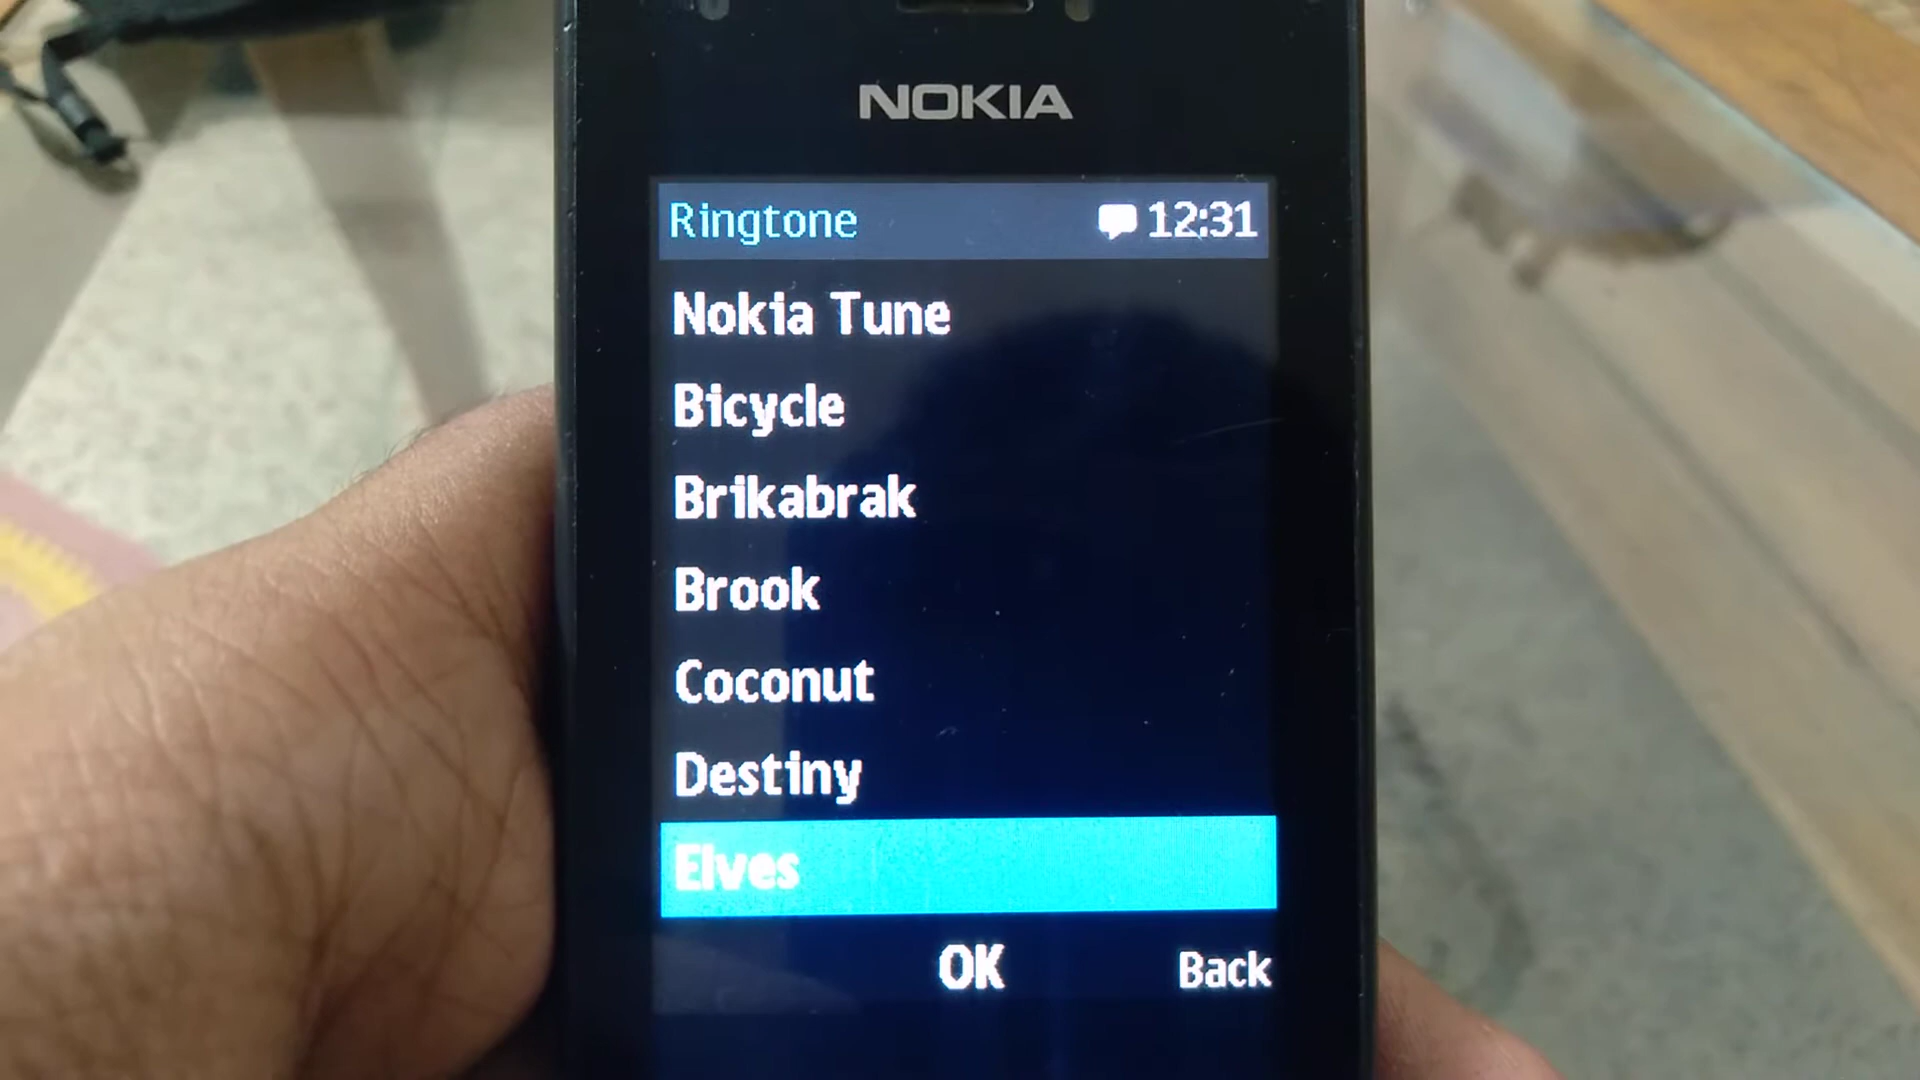 NOKIA
Ringtone 12:31
Nokia Tune
Bicycle
Brikabrak
Brook
Coconut
Destiny
Elves
OK Back